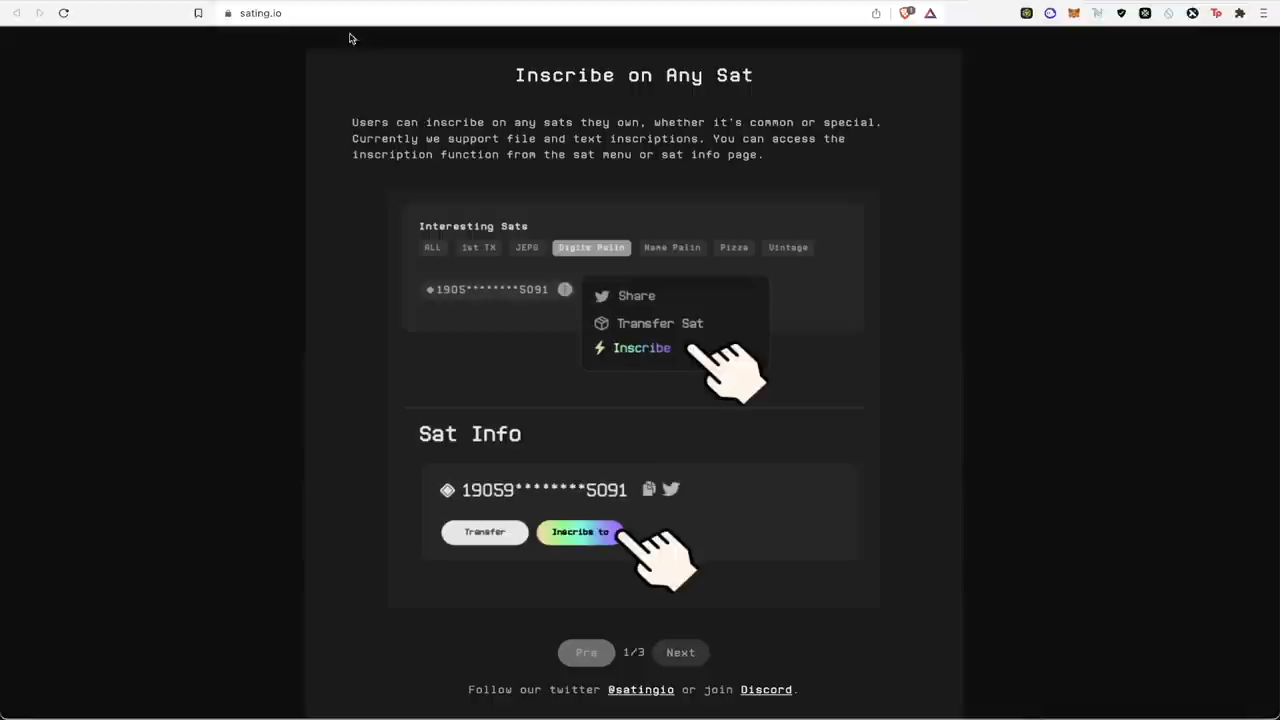 sating.io
Inscribe on Any Sat
Users can inscribe on any sats they own, whether it's common or special.
Currently we support file and text inscriptions. You can access the
inscription function from the sat menu or sat info page.
Interesting Sats
ALL 1st TX JEPG Digits Palin Name Palin Pizza Vintage
1905********5091
Share
Transfer Sat
Inscribe
Sat Info
19059********5091
Transfer Inscribe to
Pre 1/3 Next
Follow our twitter @satingio or join Discord.